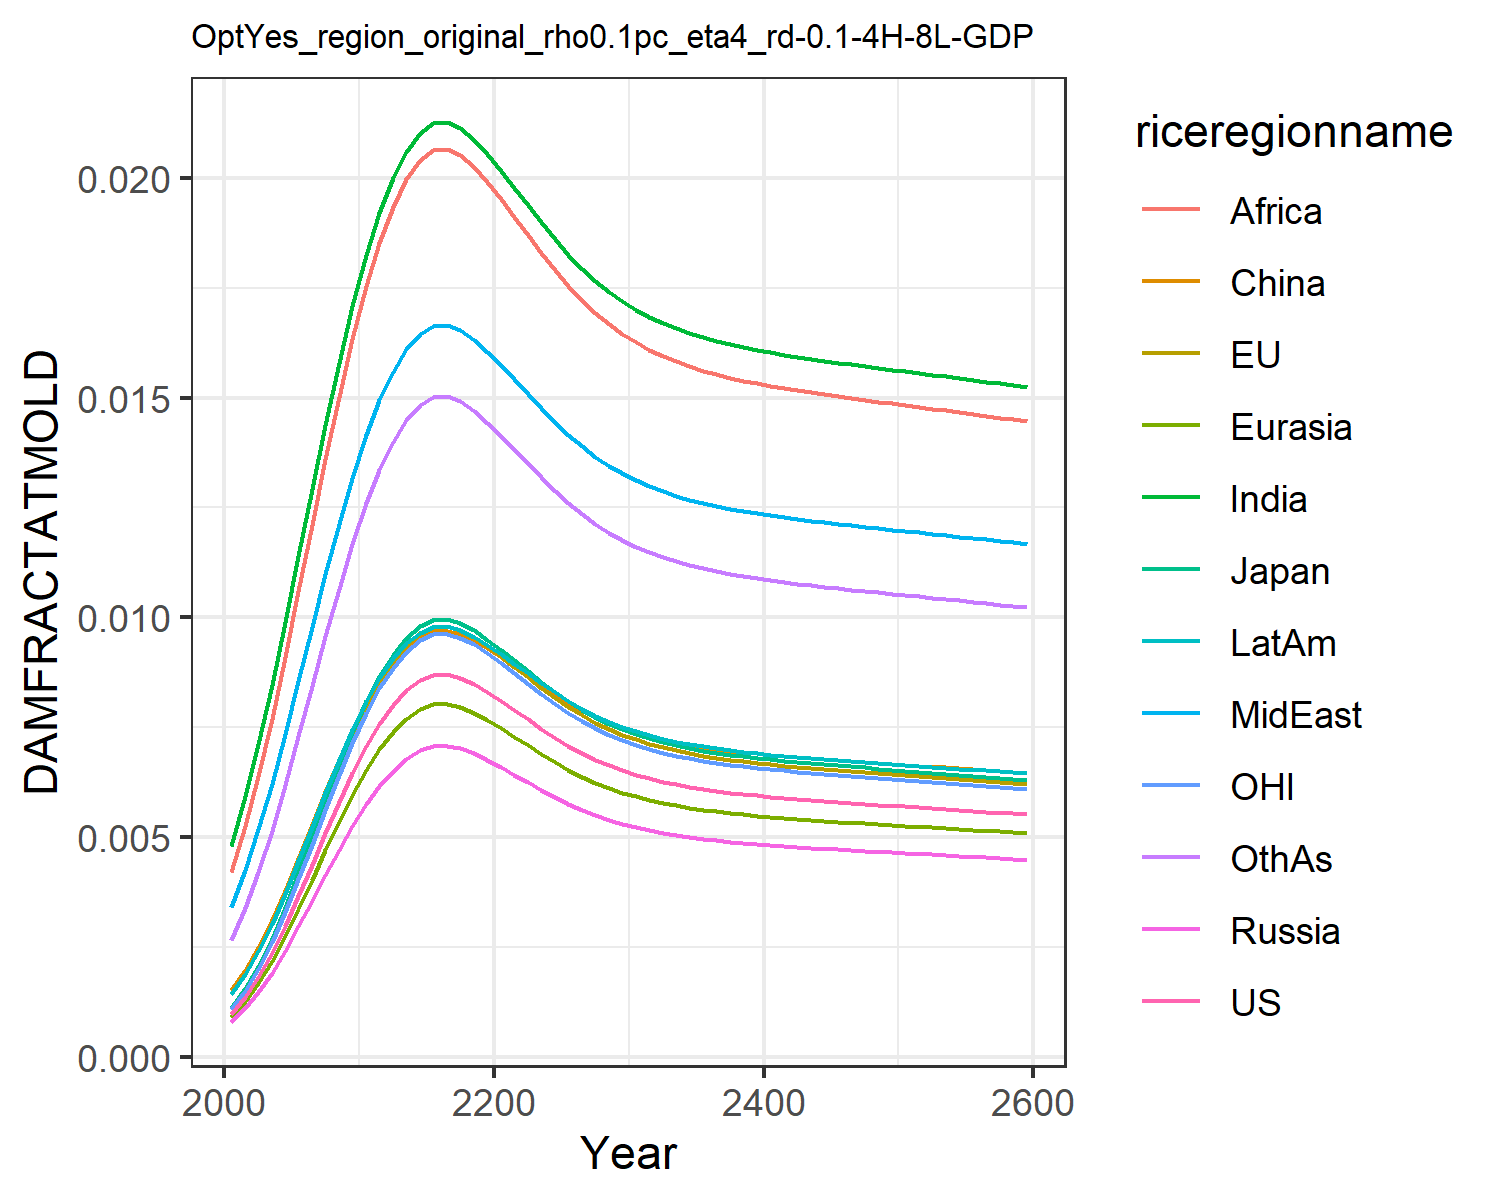 OptYes_region_original_rho0.1pc_eta4_rd-0.1-4H-8L-GDP
DAMFRACTATMOLD
0.020
0.015
0.010
0.005
0.000
2000
2200
2400
2600
Year
riceregionname
Africa
China
EU
Eurasia
India
Japan
LatAm
MidEast
OHI
OthAs
Russia
US